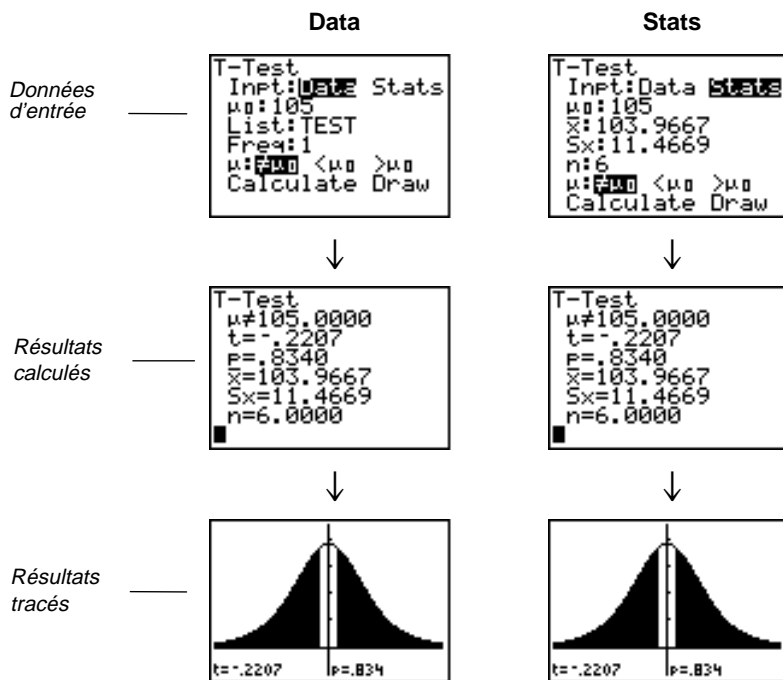 Data
Stats
Données
d'entrée
T-Test
Inpt:Data Stats
μ0:105
List:TEST
Freq:1
μ:≠μ0 <μ0 >μ0
Calculate Draw
T-Test
Inpt:Data Stats
μ0:105
x̄:103.9667
Sx:11.4669
n:6
μ:≠μ0 <μ0 >μ0
Calculate Draw
↓
↓
Résultats
calculés
T-Test
μ≠105.0000
t=-.2207
p=.8340
x̄=103.9667
Sx=11.4669
n=6.0000
T-Test
μ≠105.0000
t=-.2207
p=.8340
x̄=103.9667
Sx=11.4669
n=6.0000
↓
↓
Résultats
tracés
t=-.2207 p=.834
t=-.2207 p=.834